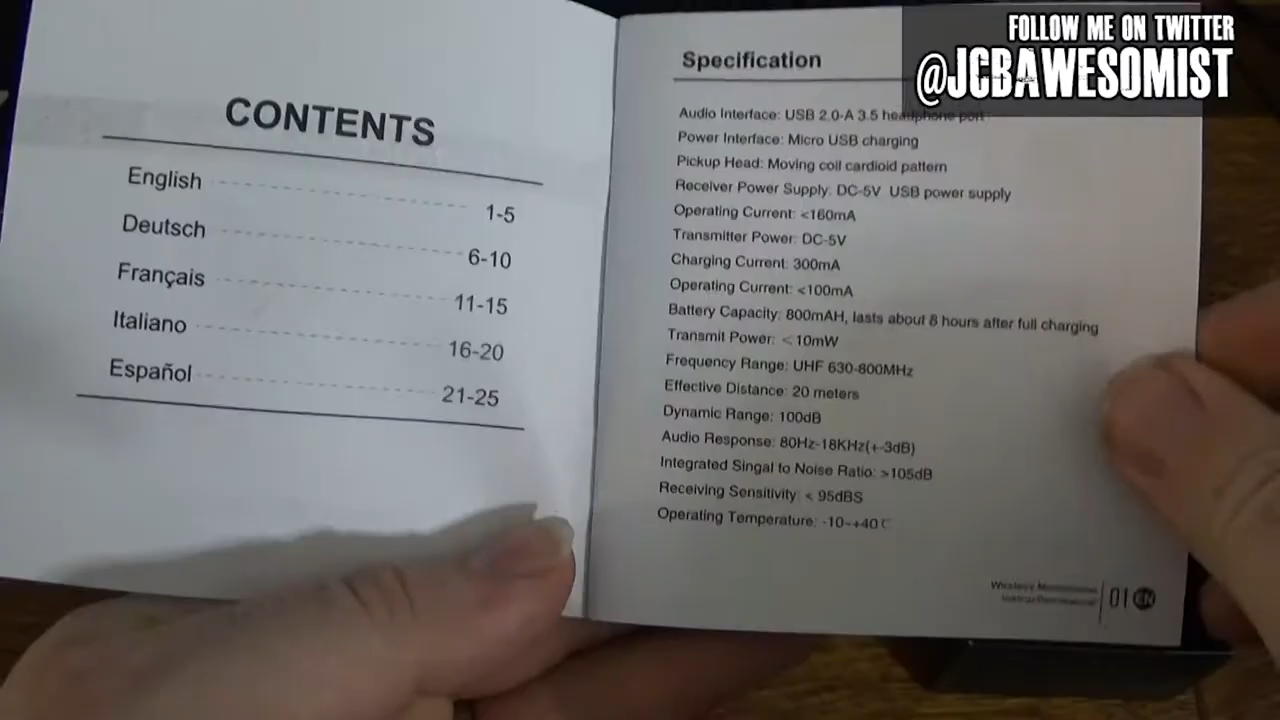 FOLLOW ME ON TWITTER
@JCBAWESOMIST
CONTENTS
English 1-5
Deutsch 6-10
Français 11-15
Italiano 16-20
Español 21-25
Specification
Audio Interface: USB 2.0-A 3.5 headphone port
Power Interface: Micro USB charging
Pickup Head: Moving coil cardioid pattern
Receiver Power Supply: DC-5V USB power supply
Operating Current: <160mA
Transmitter Power: DC-5V
Charging Current: 300mA
Operating Current: <100mA
Battery Capacity: 800mAH, lasts about 8 hours after full charging
Transmit Power: <10mW
Frequency Range: UHF 630-800MHz
Effective Distance: 20 meters
Dynamic Range: 100dB
Audio Response: 80Hz-18KHz(+-3dB)
Integrated Singal to Noise Ratio: >105dB
Receiving Sensitivity: < 95dBS
Operating Temperature: -10~+40℃
01 EN